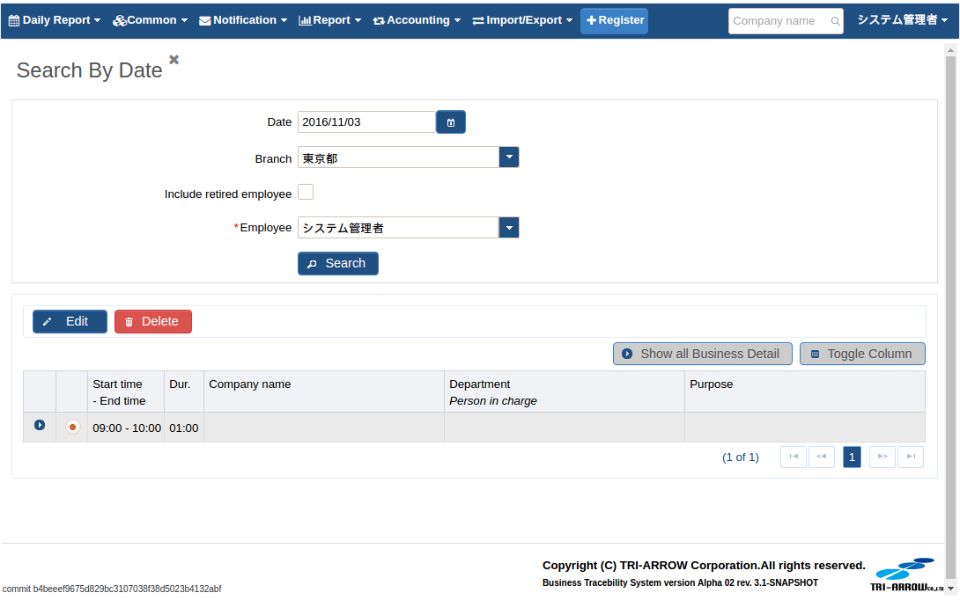 Daily Report Common Notification Report Accounting Import/Export Register Company name システム管理者
Search By Date
Date 2016/11/03
Branch 東京都
Include retired employee
*Employee システム管理者
Search
Edit Delete
Show all Business Detail Toggle Column
Start time - End time Dur. Company name Department Person in charge Purpose
09:00 - 10:00 01:00
(1 of 1) 1
Copyright (C) TRI-ARROW Corporation.All rights reserved.
Business Tracebility System version Alpha 02 rev. 3.1-SNAPSHOT
TRI-ARROW
commit b4beeef9675d829bc3107038f38d5023b4132abf